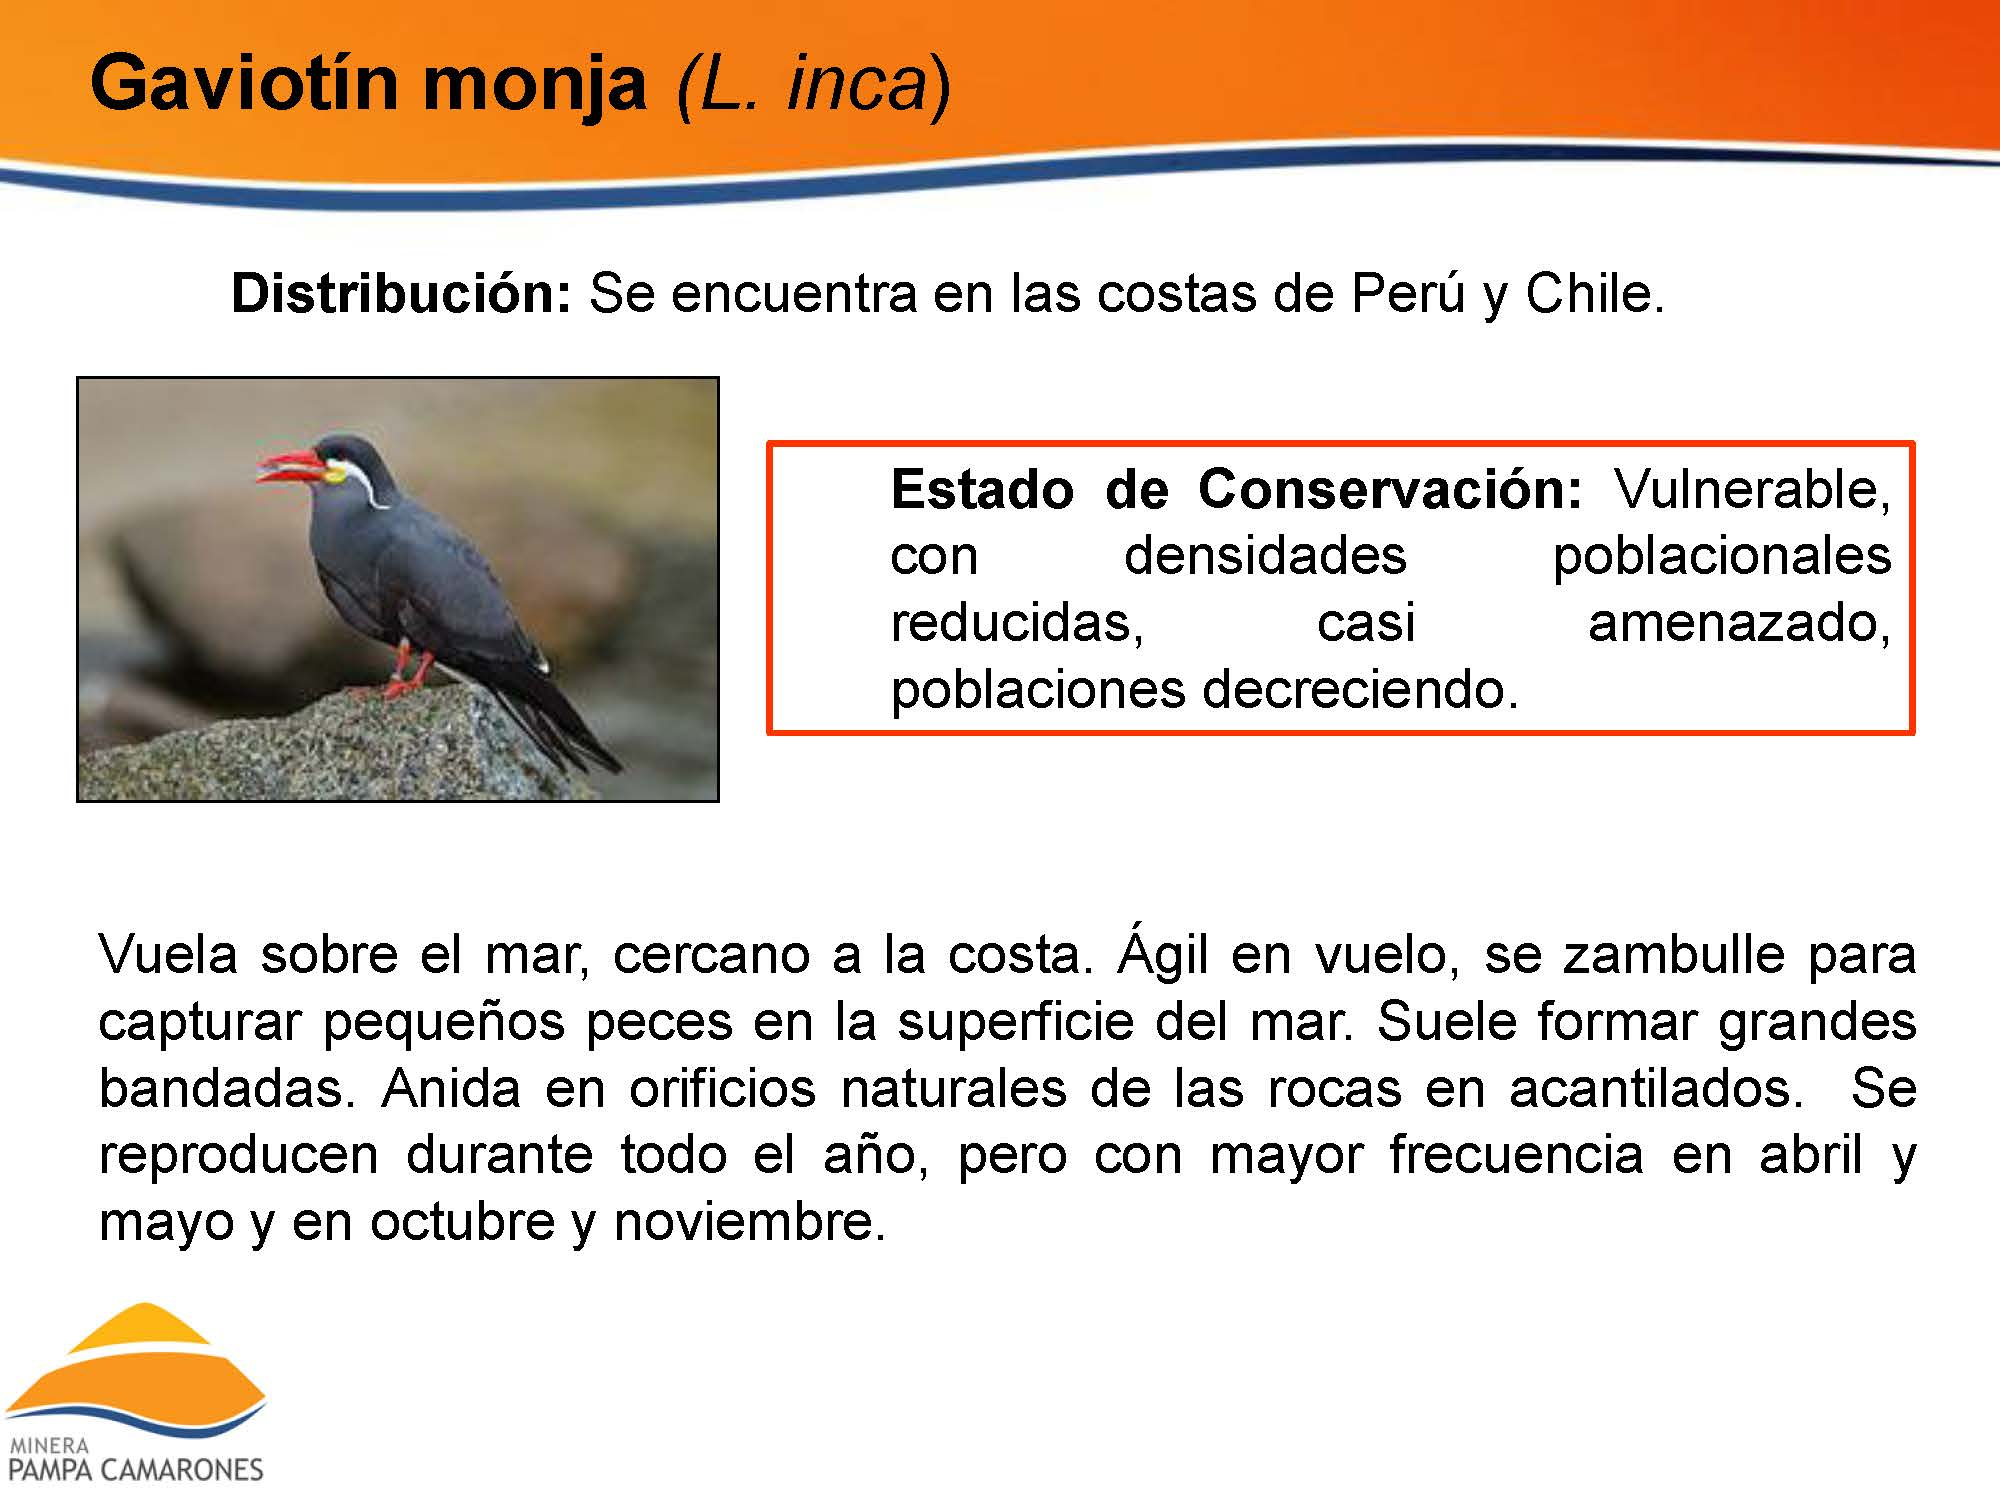 Gaviotín monja (L. inca)
Distribución: Se encuentra en las costas de Perú y Chile.
Estado de Conservación: Vulnerable,
con densidades poblacionales
reducidas, casi amenazado,
poblaciones decreciendo.
Vuela sobre el mar, cercano a la costa. Ágil en vuelo, se zambulle para
capturar pequeños peces en la superficie del mar. Suele formar grandes
bandadas. Anida en orificios naturales de las rocas en acantilados. Se
reproducen durante todo el año, pero con mayor frecuencia en abril y
mayo y en octubre y noviembre.
MINERA
PAMPA CAMARONES